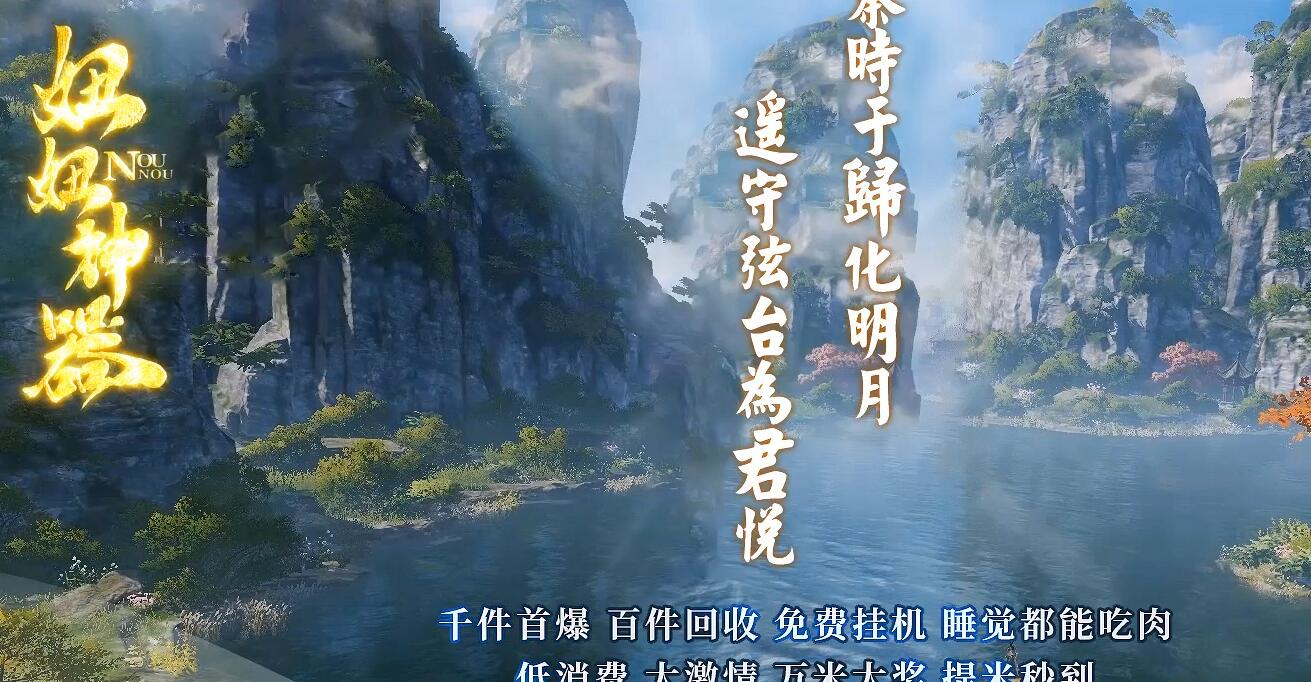 妞妞神器
NOU
NOU
時于歸化明月
遥守弦台為君悦
千件首爆 百件回收 免费挂机 睡觉都能吃肉
低消费 大激情 万米大奖 提米秒到